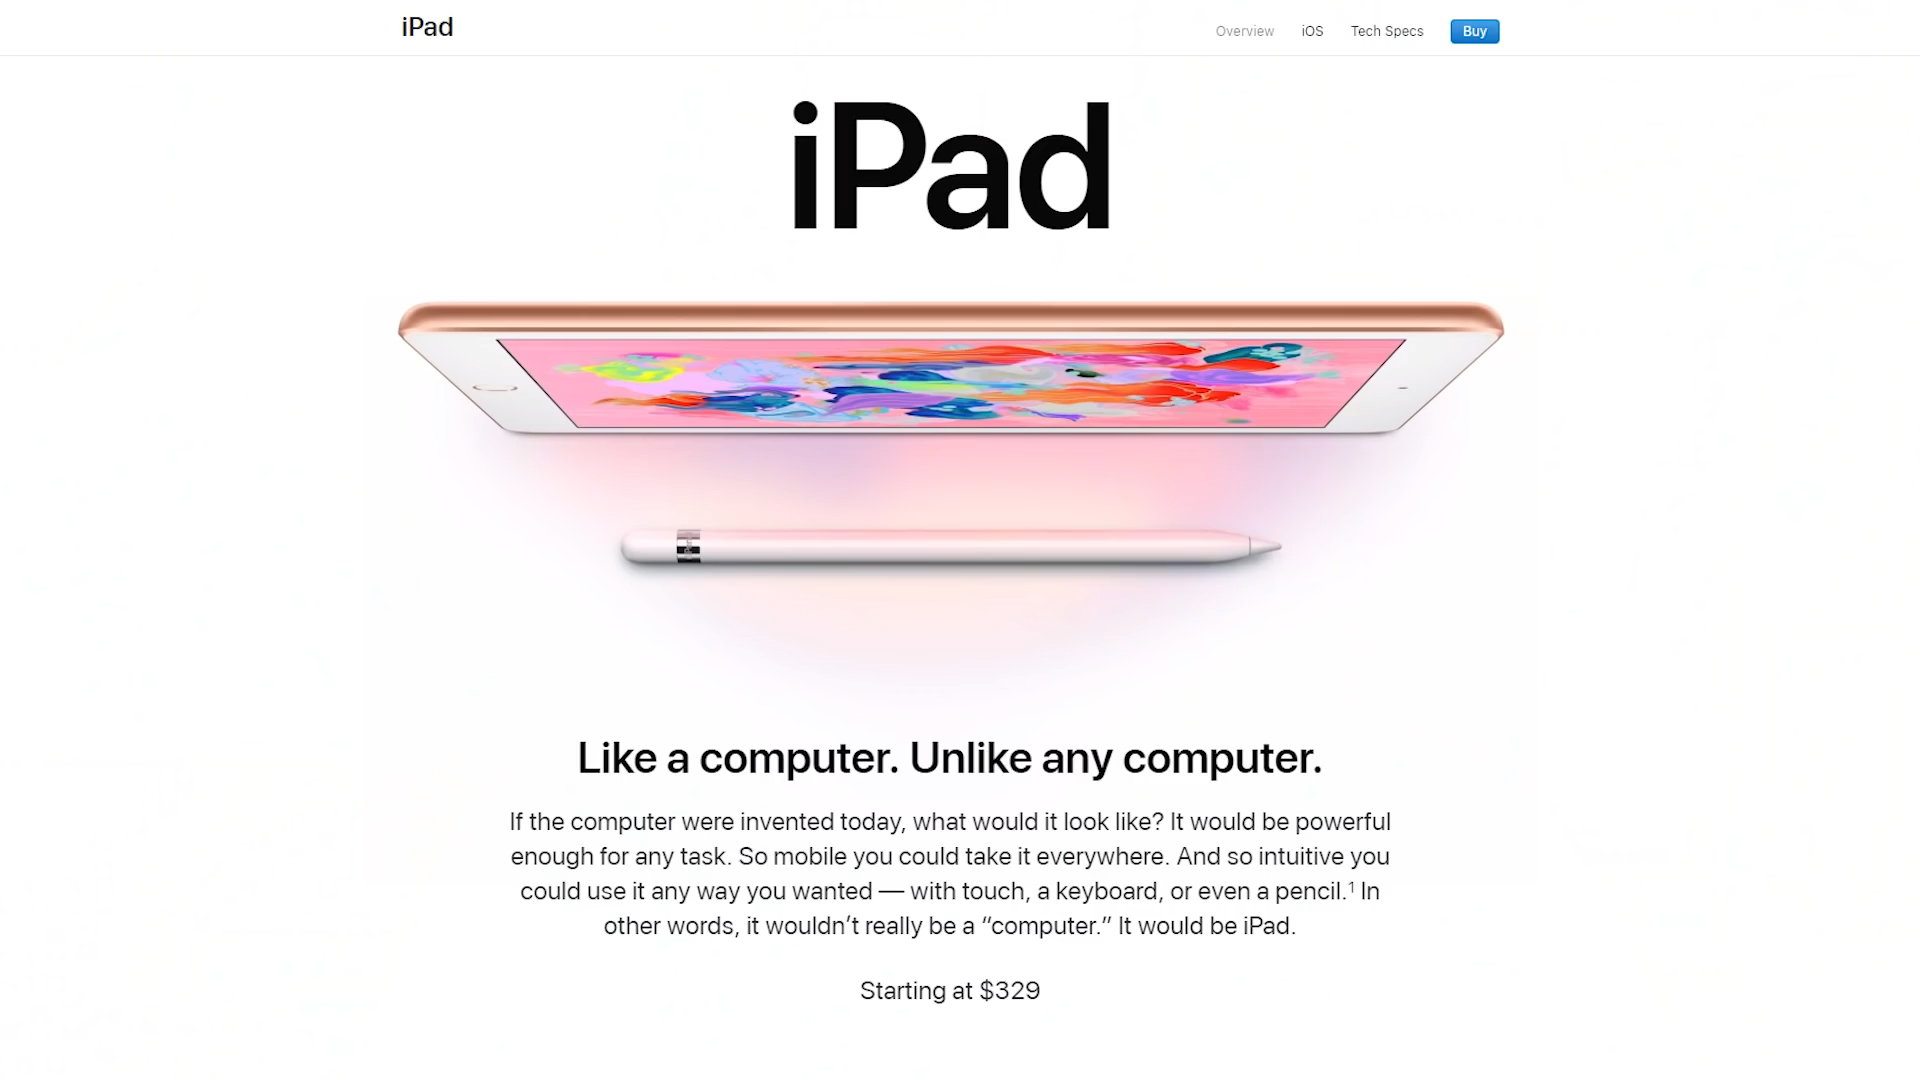 iPad
Overview iOS Tech Specs Buy
iPad
Like a computer. Unlike any computer.
If the computer were invented today, what would it look like? It would be powerful
enough for any task. So mobile you could take it everywhere. And so intuitive you
could use it any way you wanted — with touch, a keyboard, or even a pencil.¹ In
other words, it wouldn’t really be a “computer.” It would be iPad.
Starting at $329